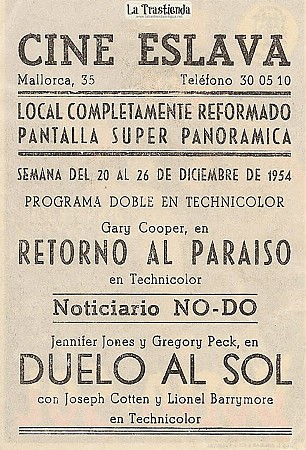 La Trastienda
CINE ESLAVA
Mallorca, 35 Teléfono 30 05 10
LOCAL COMPLETAMENTE REFORMADO
PANTALLA SUPER PANORAMICA
SEMANA DEL 20 AL 26 DE DICIEMBRE DE 1954
PROGRAMA DOBLE EN TECHNICOLOR
Gary Cooper, en
RETORNO AL PARAISO
en Technicolor
Noticiario NO-DO
Jennifer Jones y Gregory Peck, en
DUELO AL SOL
con Joseph Cotten y Lionel Barrymore
en Technicolor